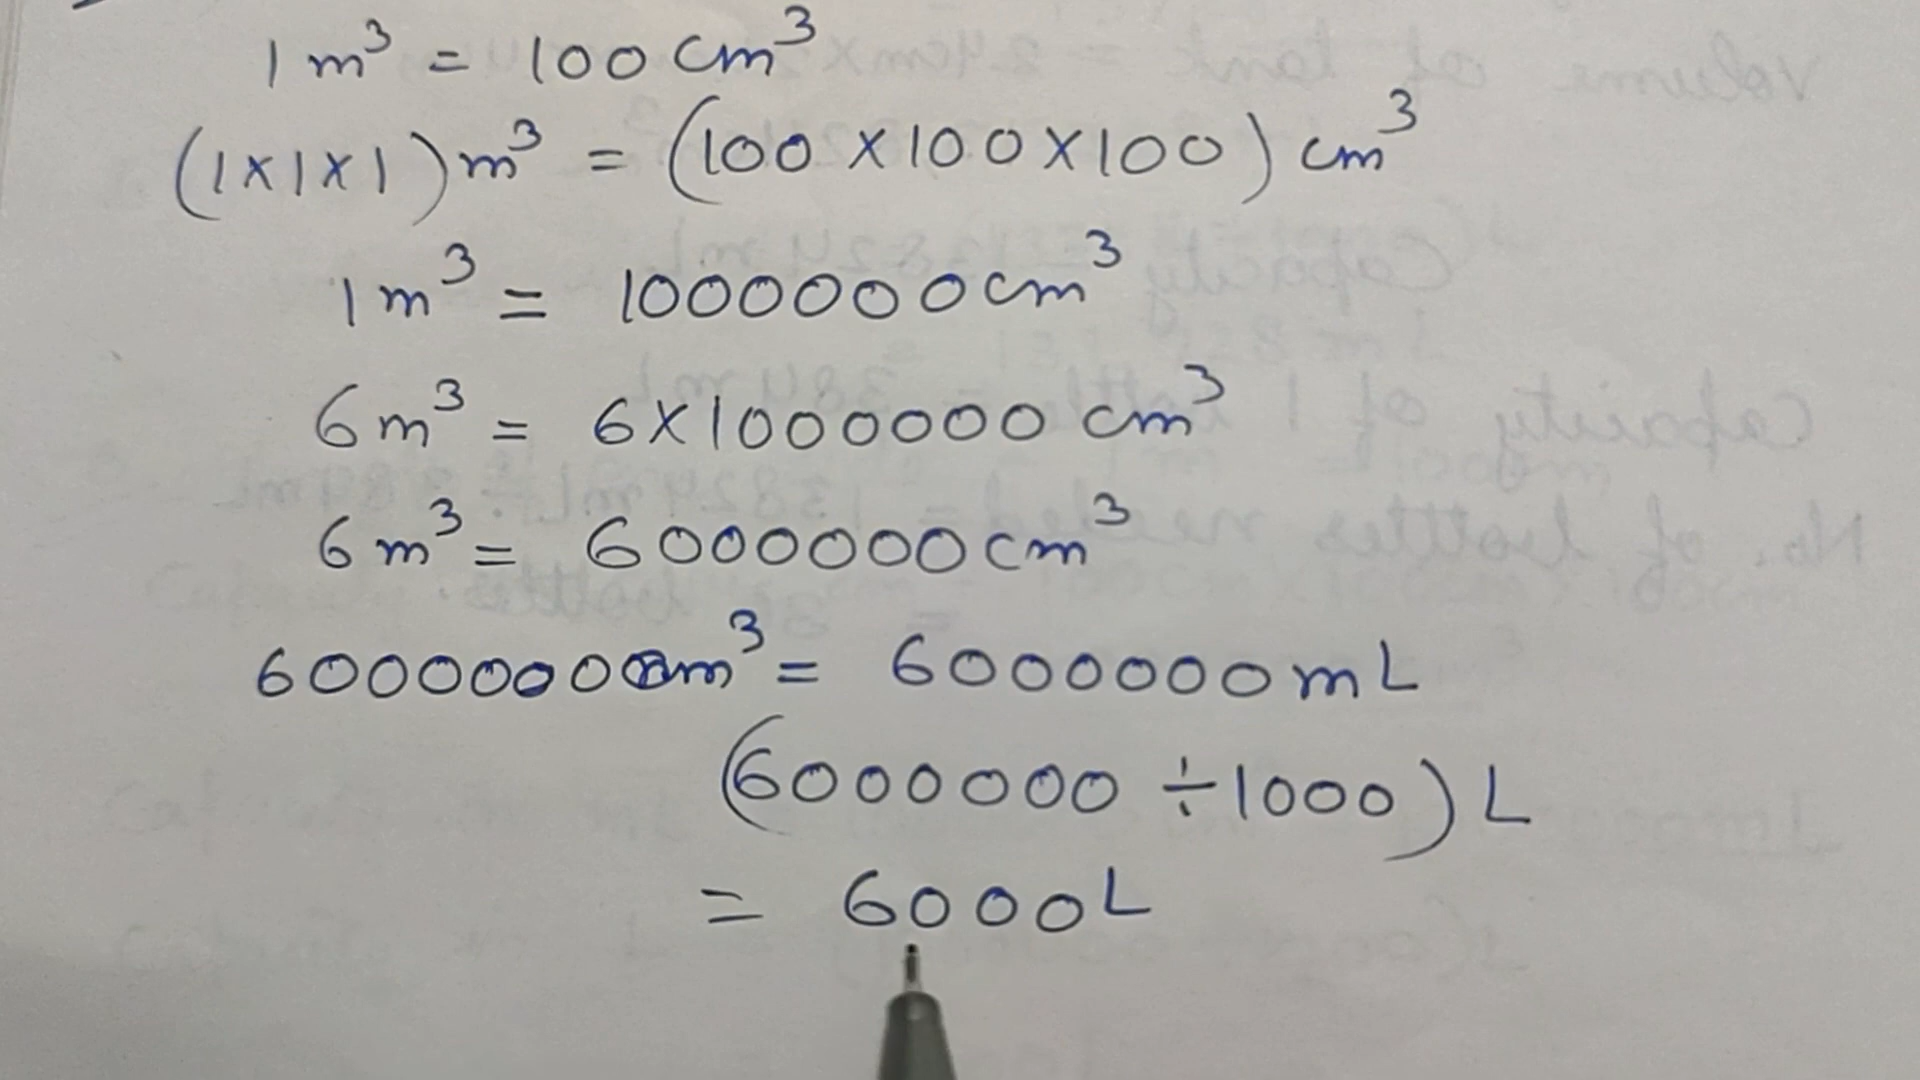 1 m³ = 100 cm³
(1×1×1) m³ = (100 ×100×100) cm³
1 m³ = 1000000 cm³
6 m³ = 6×1000000 cm³
6 m³ = 6000000 cm³
6000000 cm³ = 6000000 mL
(6000000 ÷1000) L
= 6000 L